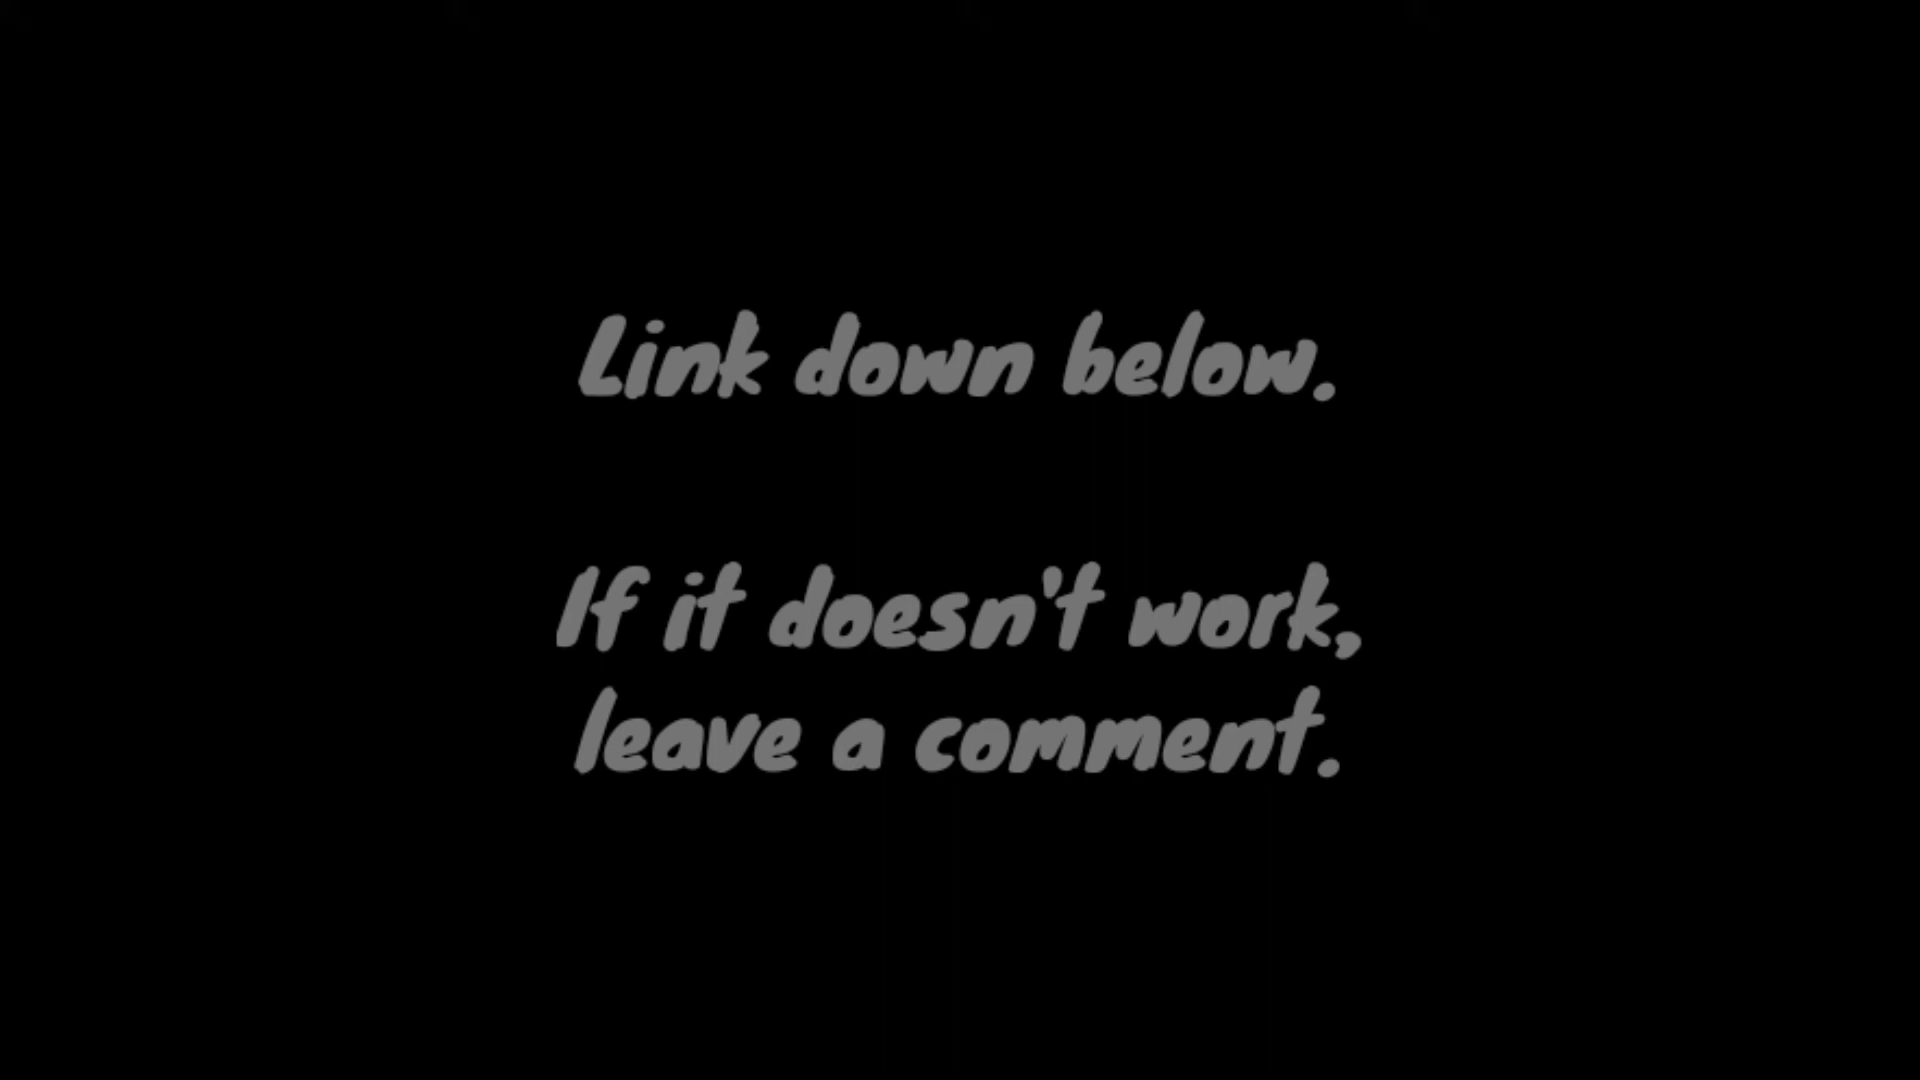 Link down below.
If it doesn't work,
leave a comment.